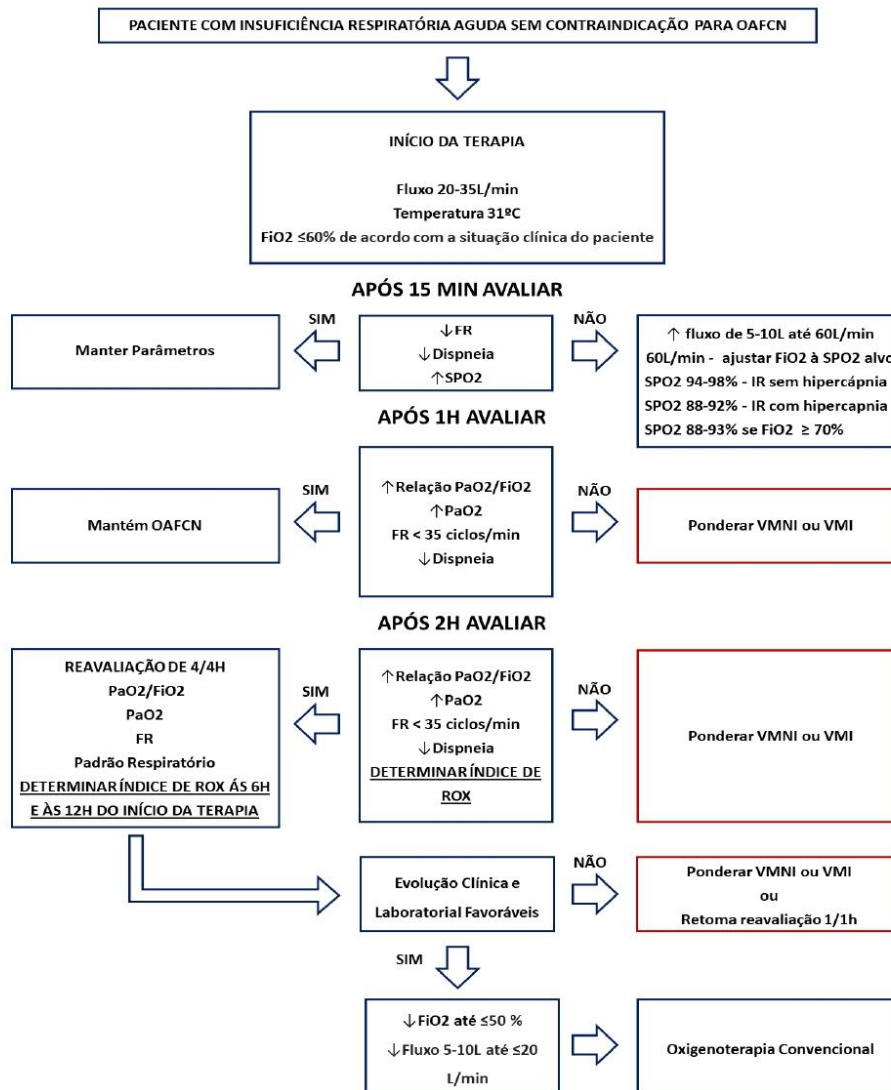 PACIENTE COM INSUFICIÊNCIA RESPIRATÓRIA AGUDA SEM CONTRAINDICAÇÃO PARA OAFCN
INÍCIO DA TERAPIA
Fluxo 20-35L/min
Temperatura 31ºC
FiO2 ≤60% de acordo com a situação clínica do paciente
APÓS 15 MIN AVALIAR
SIM
NÃO
Manter Parâmetros
↓FR
↓Dispneia
↑SPO2
↑ fluxo de 5-10L até 60L/min
60L/min - ajustar FiO2 à SPO2 alvo
SPO2 94-98% - IR sem hipercápnia
SPO2 88-92% - IR com hipercapnia
SPO2 88-93% se FiO2 ≥ 70%
APÓS 1H AVALIAR
SIM
NÃO
Mantém OAFCN
↑Relação PaO2/FiO2
↑PaO2
FR < 35 ciclos/min
↓Dispneia
Ponderar VMNI ou VMI
APÓS 2H AVALIAR
SIM
NÃO
REAVALIAÇÃO DE 4/4H
PaO2/FiO2
PaO2
FR
Padrão Respiratório
DETERMINAR ÍNDICE DE ROX ÁS 6H
E ÀS 12H DO INÍCIO DA TERAPIA
↑Relação PaO2/FiO2
↑PaO2
FR < 35 ciclos/min
↓Dispneia
DETERMINAR ÍNDICE DE
ROX
Ponderar VMNI ou VMI
Evolução Clínica e
Laboratorial Favoráveis
NÃO
Ponderar VMNI ou VMI
ou
Retoma reavaliação 1/1h
SIM
↓FiO2 até ≤50 %
↓Fluxo 5-10L até ≤20
L/min
Oxigenoterapia Convencional